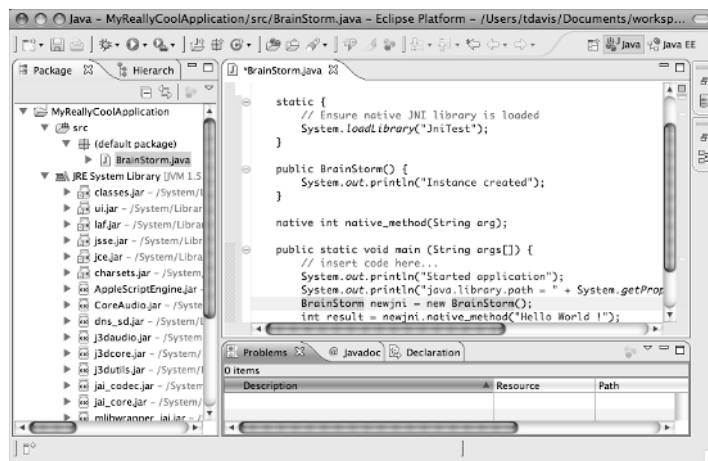 Java - MyReallyCoolApplication/src/BrainStorm.java - Eclipse Platform - /Users/tdavis/Documents/worksp...
Java
Java EE
Package
Hierarch
MyReallyCoolApplication
src
(default package)
BrainStorm.java
JRE System Library [JVM 1.5
classes.jar - /System/L
ui.jar - /System/Librar
laf.jar - /System/Librar
jsse.jar - /System/Libr
jce.jar - /System/Libra
charsets.jar - /System,
AppleScriptEngine.jar
CoreAudio.jar - /Syste
dns_sd.jar - /System/L
j3daudio.jar - /System
j3dcore.jar - /System/
j3dutils.jar - /System/l
jai_codec.jar - /System
jai_core.jar - /System/
mlibwrapper_jai.jar - /
*BrainStorm.java
static {
// Ensure native JNI library is loaded
System.loadLibrary("JniTest");
}
public BrainStorm() {
System.out.println("Instance created");
}
native int native_method(String arg);
public static void main (String args[]) {
// insert code here...
System.out.println("Started application");
System.out.println("java.library.path = " + System.getProp
BrainStorm newjni = new BrainStorm();
int result = newjni.native_method("Hello World !");
Problems
@ Javadoc
Declaration
0 items
Description
Resource
Path